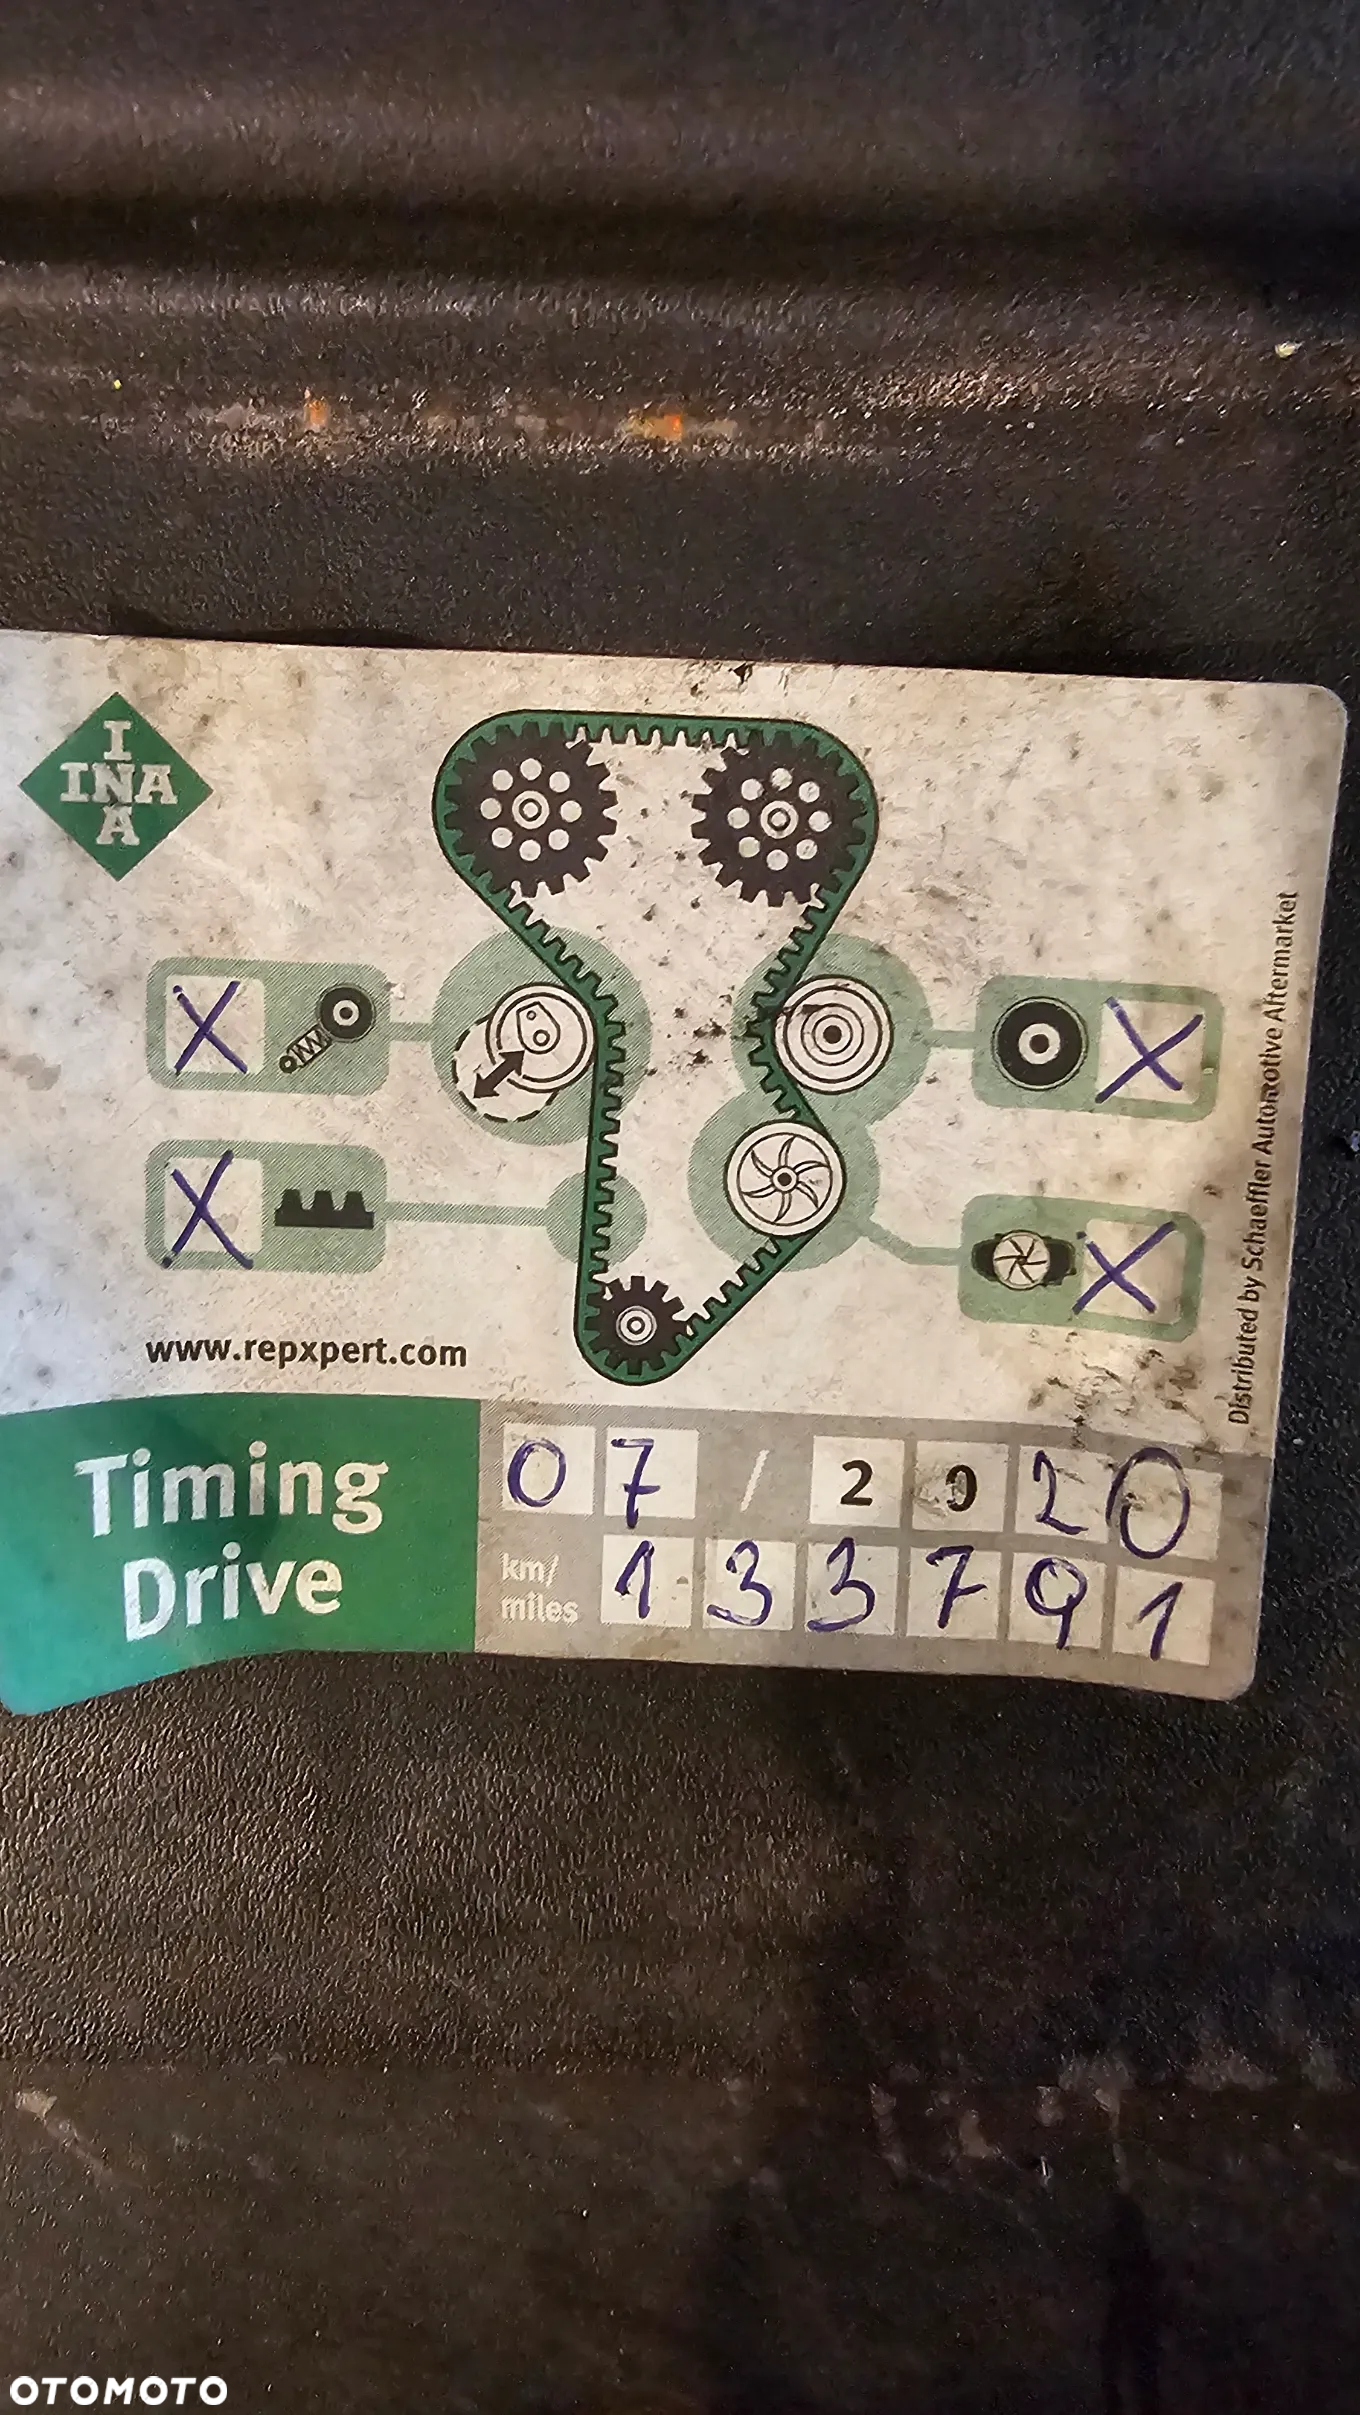 I
INA
A
X
X
X
X
www.repxpert.com
Distributed by Schaeffler Automotive Aftermarket
Timing
Drive
07 / 2020
km/
miles
133791
OTOMOTO